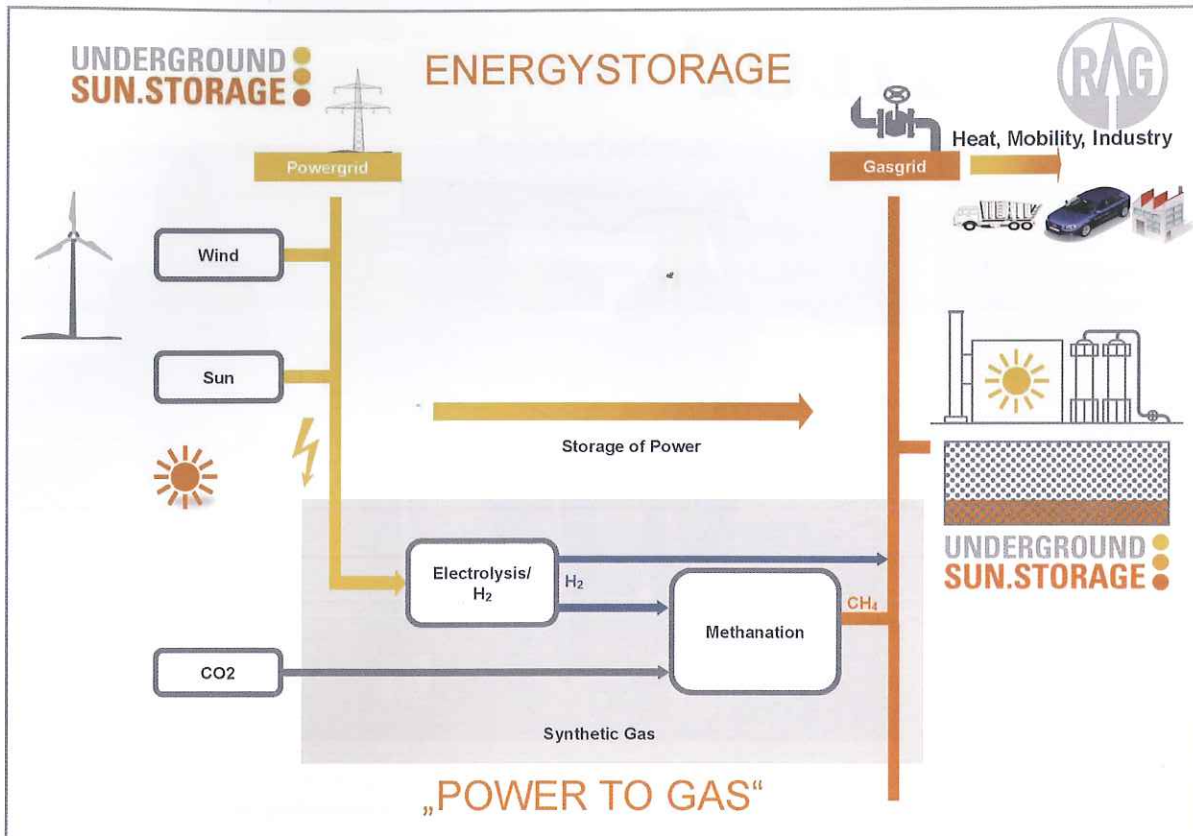 UNDERGROUND
SUN.STORAGE
ENERGYSTORAGE
RAG
Powergrid
Gasgrid
Heat, Mobility, Industry
Wind
Sun
Storage of Power
UNDERGROUND
SUN.STORAGE
Electrolysis/
H₂
H₂
Methanation
CH₄
CO2
Synthetic Gas
„POWER TO GAS“